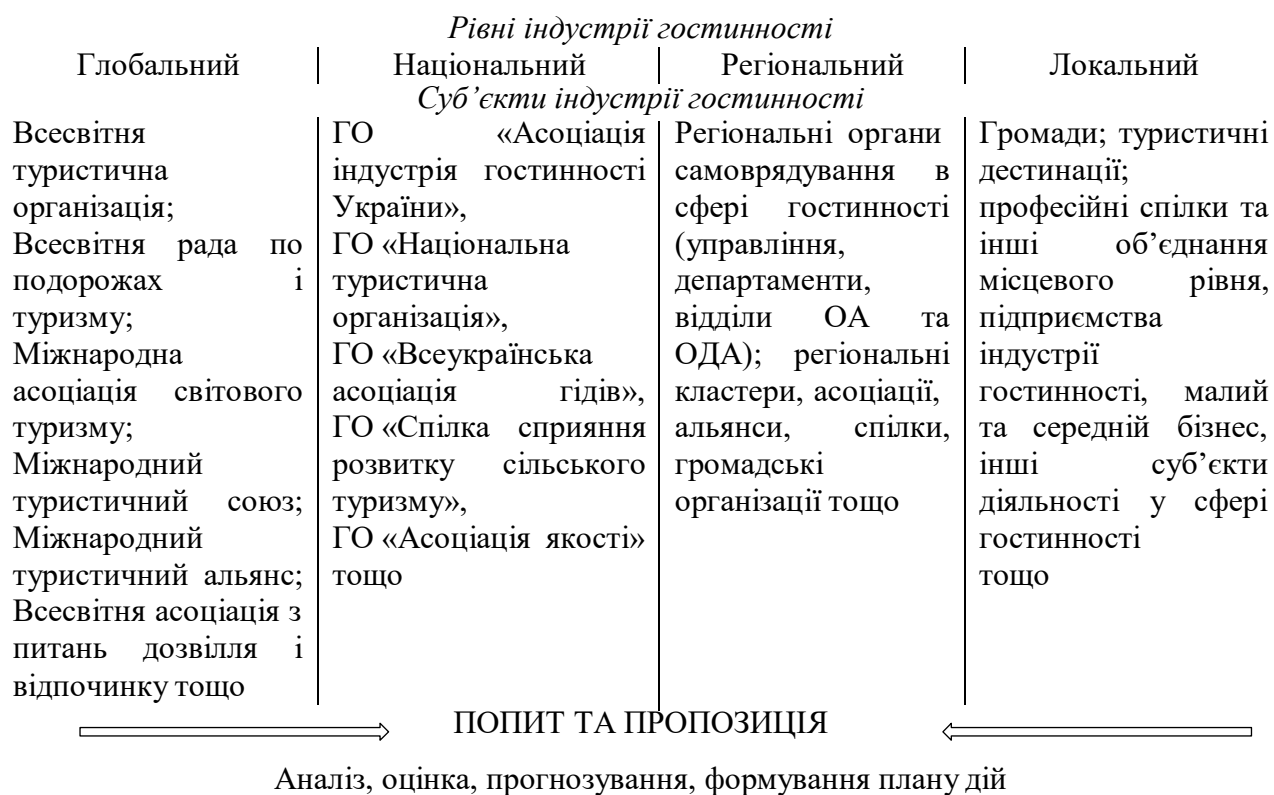 Рівні індустрії гостинності
Глобальний
Національний
Регіональний
Локальний
Суб’єкти індустрії гостинності
Всесвітня
туристична
організація;
Всесвітня рада по
подорожах і
туризму;
Міжнародна
асоціація світового
туризму;
Міжнародний
туристичний союз;
Міжнародний
туристичний альянс;
Всесвітня асоціація з
питань дозвілля і
відпочинку тощо
ГО «Асоціація
індустрія гостинності
України»,
ГО «Національна
туристична
організація»,
ГО «Всеукраїнська
асоціація гідів»,
ГО «Спілка сприяння
розвитку сільського
туризму»,
ГО «Асоціація якості»
тощо
Регіональні органи
самоврядування в
сфері гостинності
(управління,
департаменти,
відділи ОА та
ОДА); регіональні
кластери, асоціації,
альянси, спілки,
громадські
організації тощо
Громади; туристичні
дестинації;
професійні спілки та
інші об’єднання
місцевого рівня,
підприємства
індустрії
гостинності, малий
та середній бізнес,
інші суб’єкти
діяльності у сфері
гостинності
тощо
ПОПИТ ТА ПРОПОЗИЦІЯ
Аналіз, оцінка, прогнозування, формування плану дій